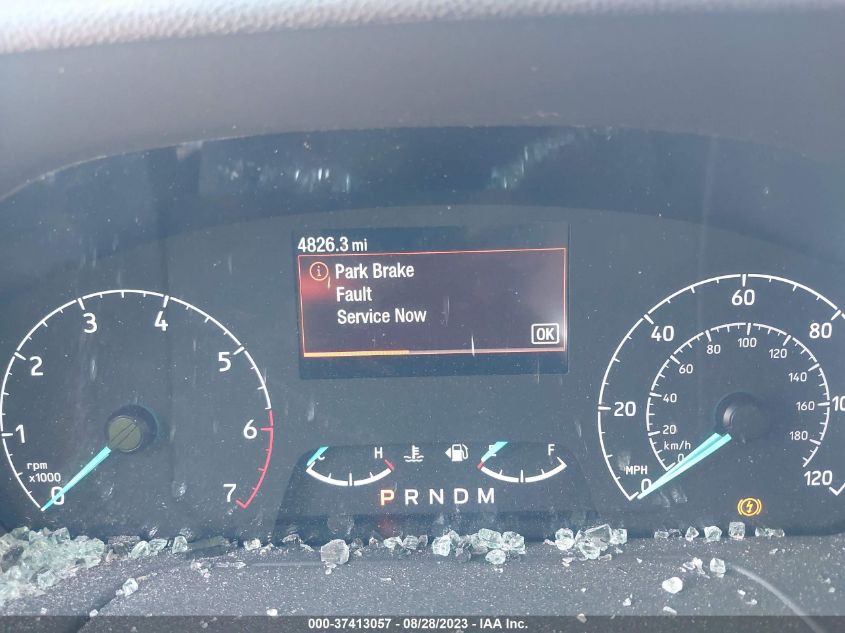 4826.3 mi
Park Brake
Fault
Service Now
OK
0 1 2 3 4 5 6 7
rpm
x1000
C H
E F
P R N D M
0 20 40 60 80 100 120
MPH
0 20 40 60 80 100 120 140 160 180
km/h
000-37413057 - 08/28/2023 - IAA Inc.